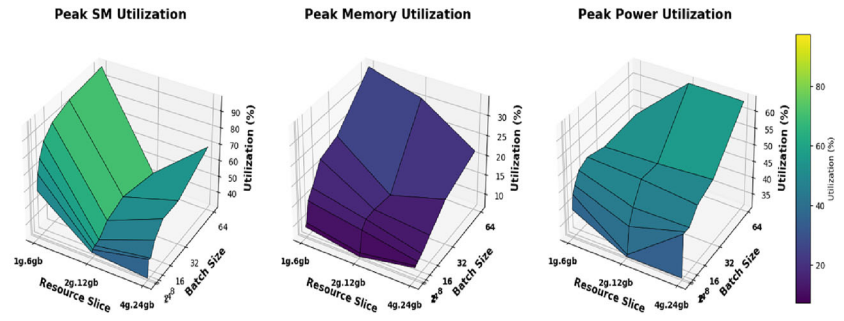 Peak SM Utilization
Peak Memory Utilization
Peak Power Utilization
90
80
70
60
50
40
Utilization (%)
64
32
16
8
Batch Size
1g.6gb
2g.12gb
4g.24gb
Resource Slice
30
25
20
15
10
Utilization (%)
64
32
16
8
Batch Size
1g.6gb
2g.12gb
4g.24gb
Resource Slice
60
55
50
45
40
35
Utilization (%)
64
32
16
8
Batch Size
1g.6gb
2g.12gb
4g.24gb
Resource Slice
80
60
40
20
Utilization (%)